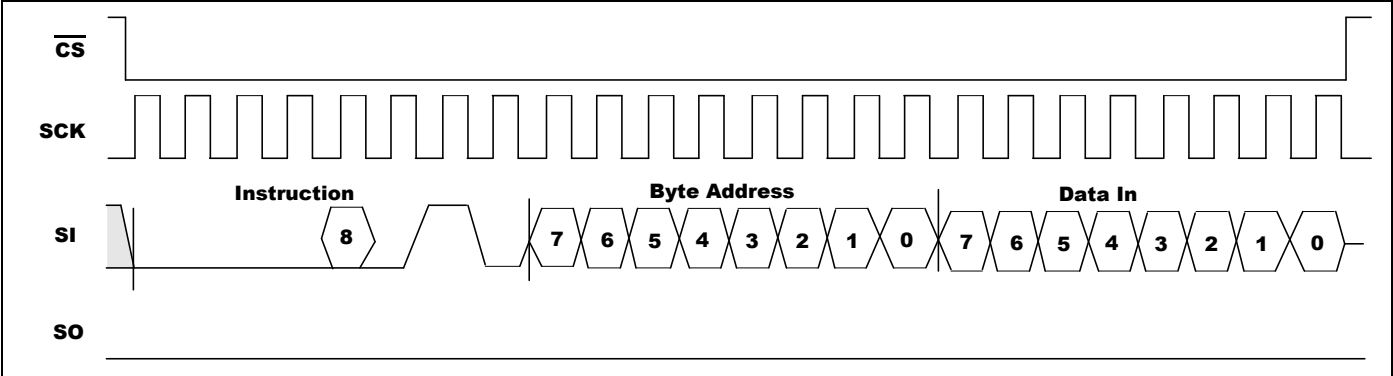 CS
SCK
Instruction Byte Address Data In
SI 8 7 6 5 4 3 2 1 0 7 6 5 4 3 2 1 0
SO